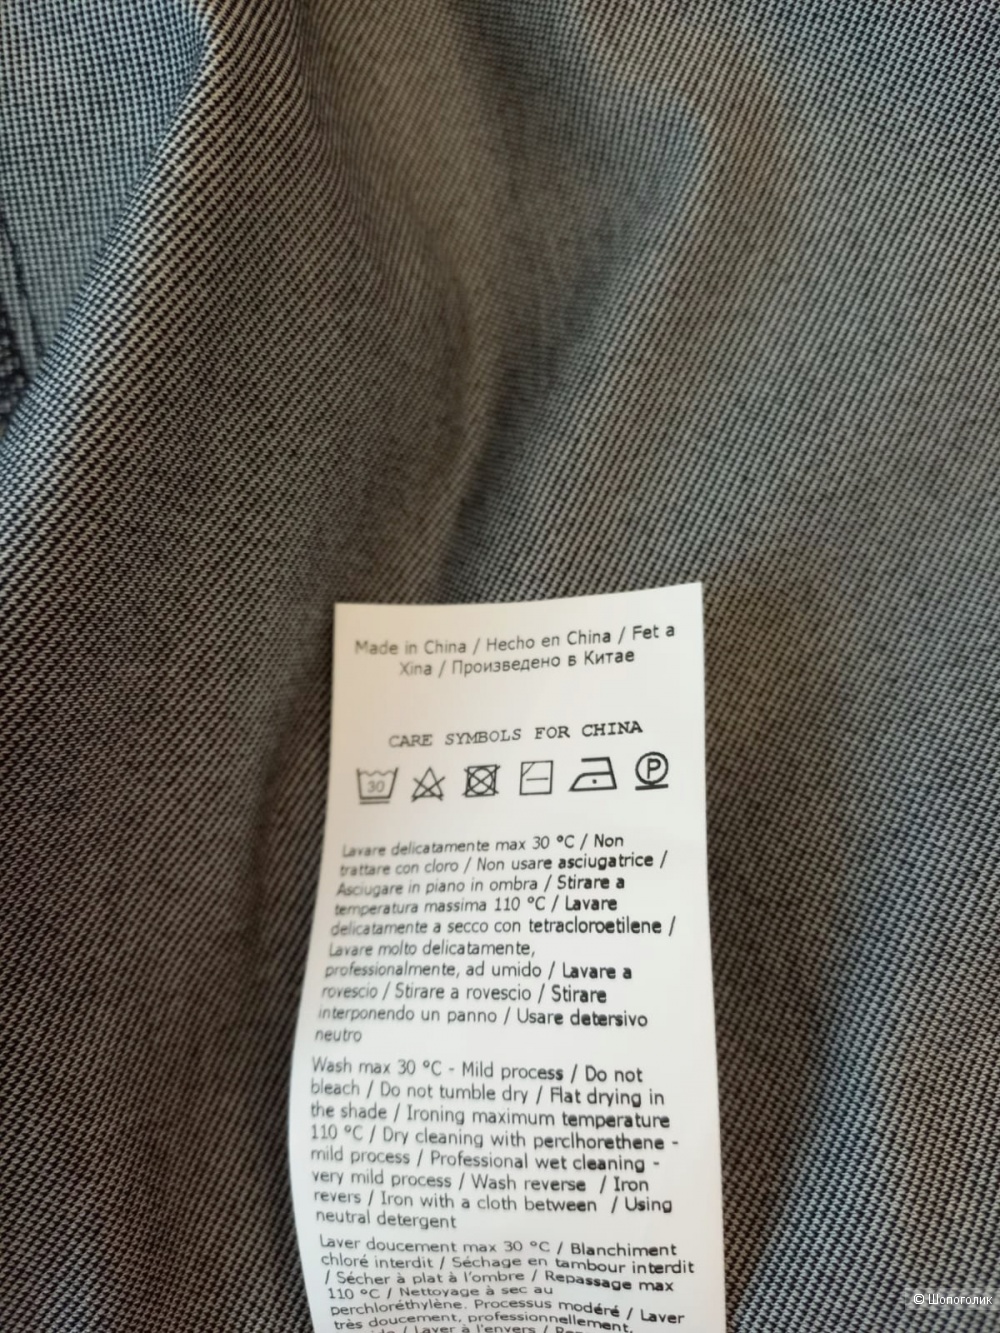 Made in China / Hecho en China / Fet a
Xina / Произведено в Китае
CARE SYMBOLS FOR CHINA
30
P
Lavare delicatamente max 30 °C / Non
trattare con cloro / Non usare asciugatrice /
Asciugare in piano in ombra / Stirare a
temperatura massima 110 °C / Lavare
delicatamente a secco con tetracloroetilene /
Lavare molto delicatamente,
professionalmente, ad umido / Lavare a
rovescio / Stirare a rovescio / Stirare
interponendo un panno / Usare detersivo
neutro
Wash max 30 °C - Mild process / Do not
bleach / Do not tumble dry / Flat drying in
the shade / Ironing maximum temperature
110 °C / Dry cleaning with perclhorethene -
mild process / Professional wet cleaning -
very mild process / Wash reverse / Iron
revers / Iron with a cloth between / Using
neutral detergent
Laver doucement max 30 °C / Blanchiment
chloré interdit / Séchage en tambour interdit
/ Sécher à plat à l'ombre / Repassage max
110 °C / Nettoyage à sec au
perchloréthylène. Processus modéré / Laver
très doucement, professionnellement,
/ Laver à l'envers /
© Шопоголик